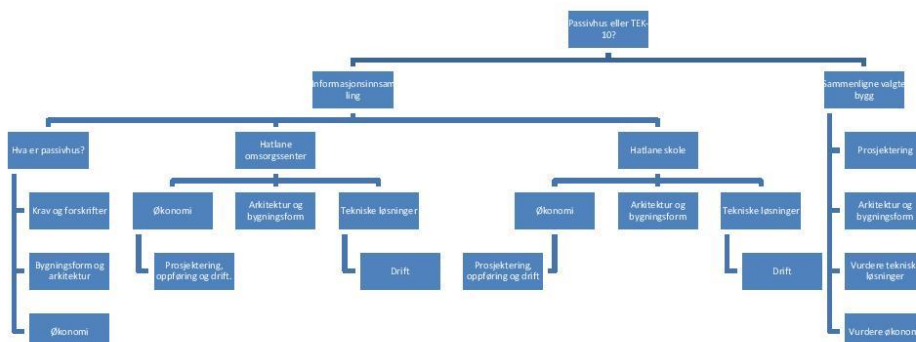 Passivhus eller TEK-
10?
Informasjonsinnsam
ling
Sammenligne valgte
bygg
Hva er passivhus?
Hatlane
omsorgssenter
Hatlane skole
Prosjektering
Krav og forskrifter
Økonomi
Arkitektur og
bygningsform
Tekniske løsninger
Økonomi
Arkitektur og
bygningsform
Tekniske løsninger
Arkitektur og
bygningsform
Bygningsform og
arkitektur
Prosjektering,
oppføring og drift.
Drift
Prosjektering,
oppføring og drift
Drift
Vurdere tekniske
løsninger
Økonomi
Vurdere økonomi